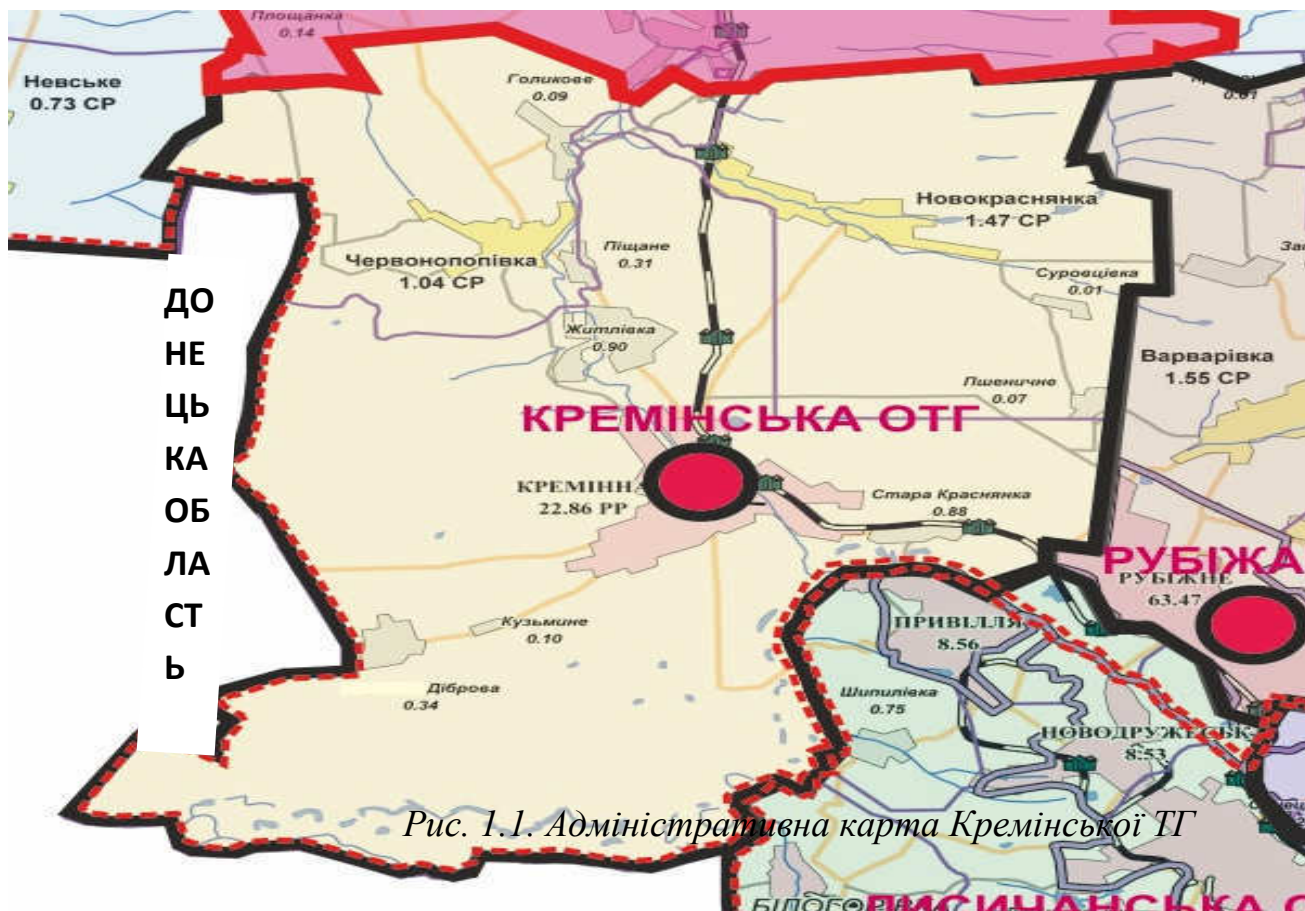 Площанка
0.14
Невське
0.73 СР
Голикове
0.09
0.01
Новокраснянка
1.47 СР
Червонопопівка
1.04 СР
Піщане
0.31
Суровцівка
0.01
ДО
НЕ
ЦЬ
КА
ОБ
ЛА
СТ
Ь
Житлівка
0.90
Варварівка
1.55 СР
Пшеничне
0.07
КРЕМІНСЬКА ОТГ
КРЕМІННА
22.86 РР
Стара Краснянка
0.88
РУБІЖА
РУБІЖНЕ
63.47
Кузьмине
0.10
ПРИВІЛЛЯ
8.56
Діброва
0.34
Шипилівка
0.75
НОВОДРУЖЕСЬК
8.53
Рис. 1.1. Адміністративна карта Кремінської ТГ
ЛИСИЧАНСЬКА О